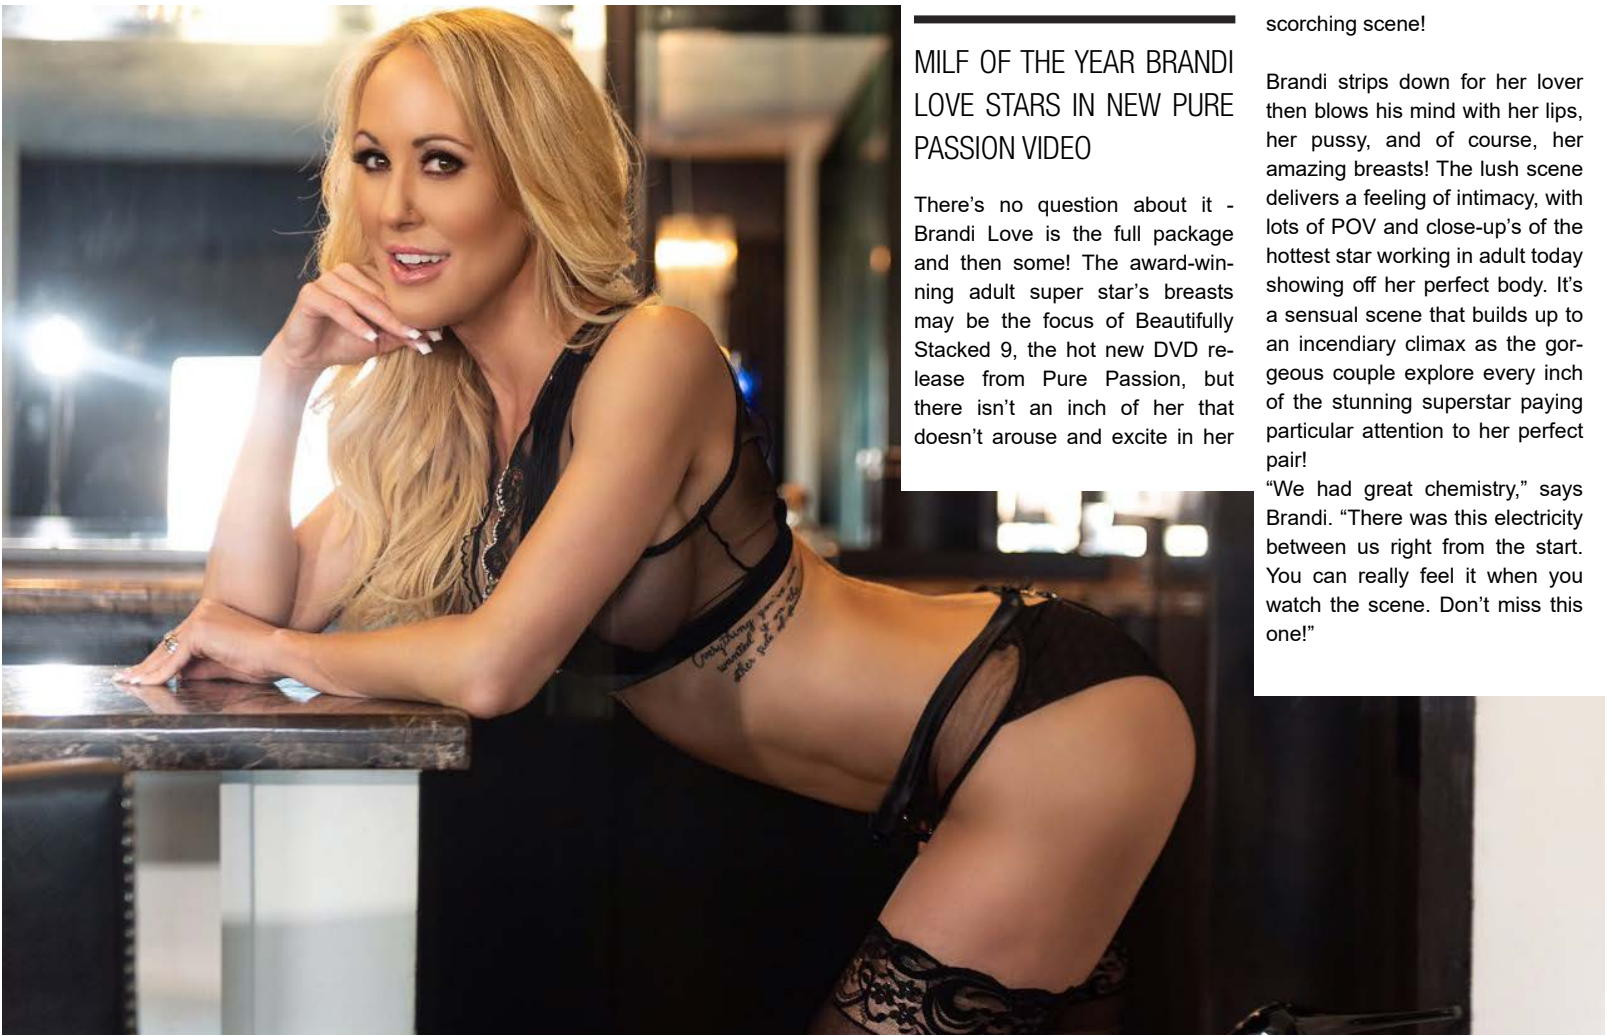 MILF OF THE YEAR BRANDI
LOVE STARS IN NEW PURE
PASSION VIDEO
There’s no question about it -
Brandi Love is the full package
and then some! The award-win-
ning adult super star’s breasts
may be the focus of Beautifully
Stacked 9, the hot new DVD re-
lease from Pure Passion, but
there isn’t an inch of her that
doesn’t arouse and excite in her
scorching scene!
Brandi strips down for her lover
then blows his mind with her lips,
her pussy, and of course, her
amazing breasts! The lush scene
delivers a feeling of intimacy, with
lots of POV and close-up’s of the
hottest star working in adult today
showing off her perfect body. It’s
a sensual scene that builds up to
an incendiary climax as the gor-
geous couple explore every inch
of the stunning superstar paying
particular attention to her perfect
pair!
“We had great chemistry,” says
Brandi. “There was this electricity
between us right from the start.
You can really feel it when you
watch the scene. Don’t miss this
one!”
Everything you've
wanted is on the
other side